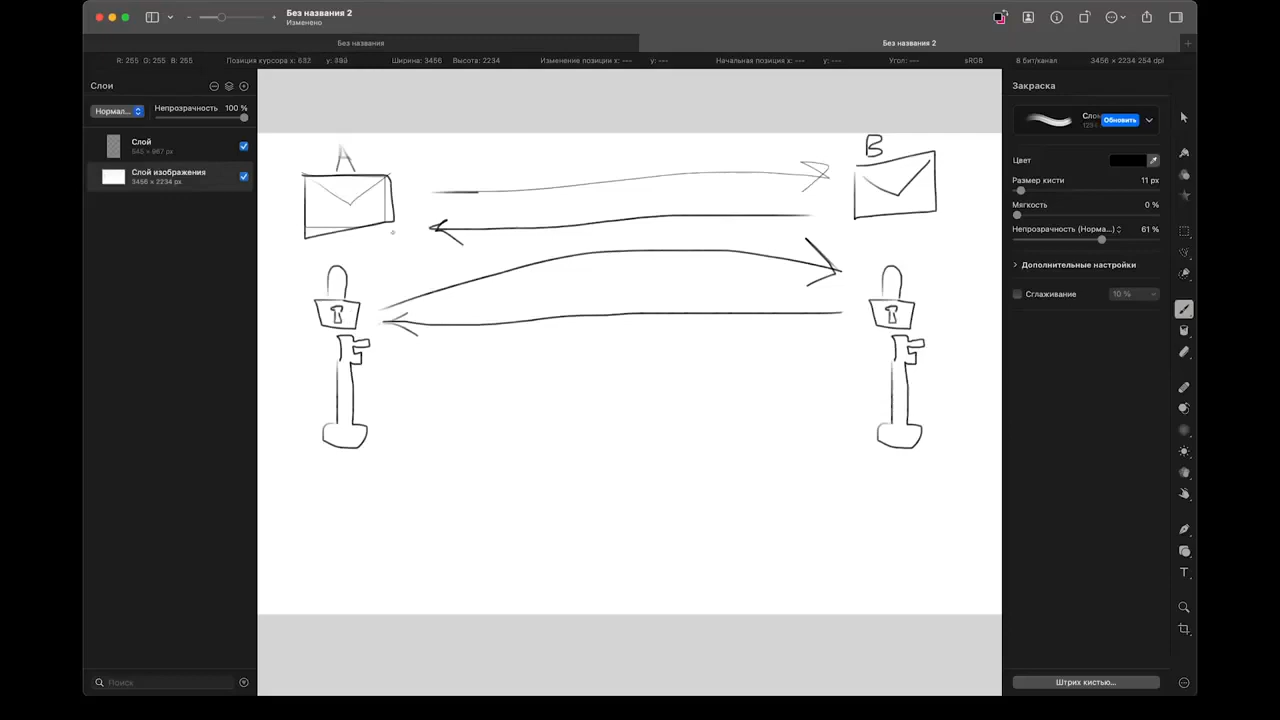 Без названия 2
Изменено
Без названия
Без названия 2
R: 255 G: 255 B: 255
Позиция курсора x: 632 y: 393
Ширина: 3456
Высота: 2234
Изменение позиции x: --- y: ---
Начальная позиция x: --- y: ---
Угол: ---
sRGB
8 бит/канал
3456 × 2234 254 dpi
Слои
Нормал...
Непрозрачность 100 %
Слой
545 × 667 px
Слой изображения
3456 × 2234 px
Поиск
A
B
Закраска
Обновить
Цвет
Размер кисти 11 px
Мягкость 0 %
Непрозрачность (Норма...) 61 %
Дополнительные настройки
Сглаживание 10 %
T
Штрих кистью...